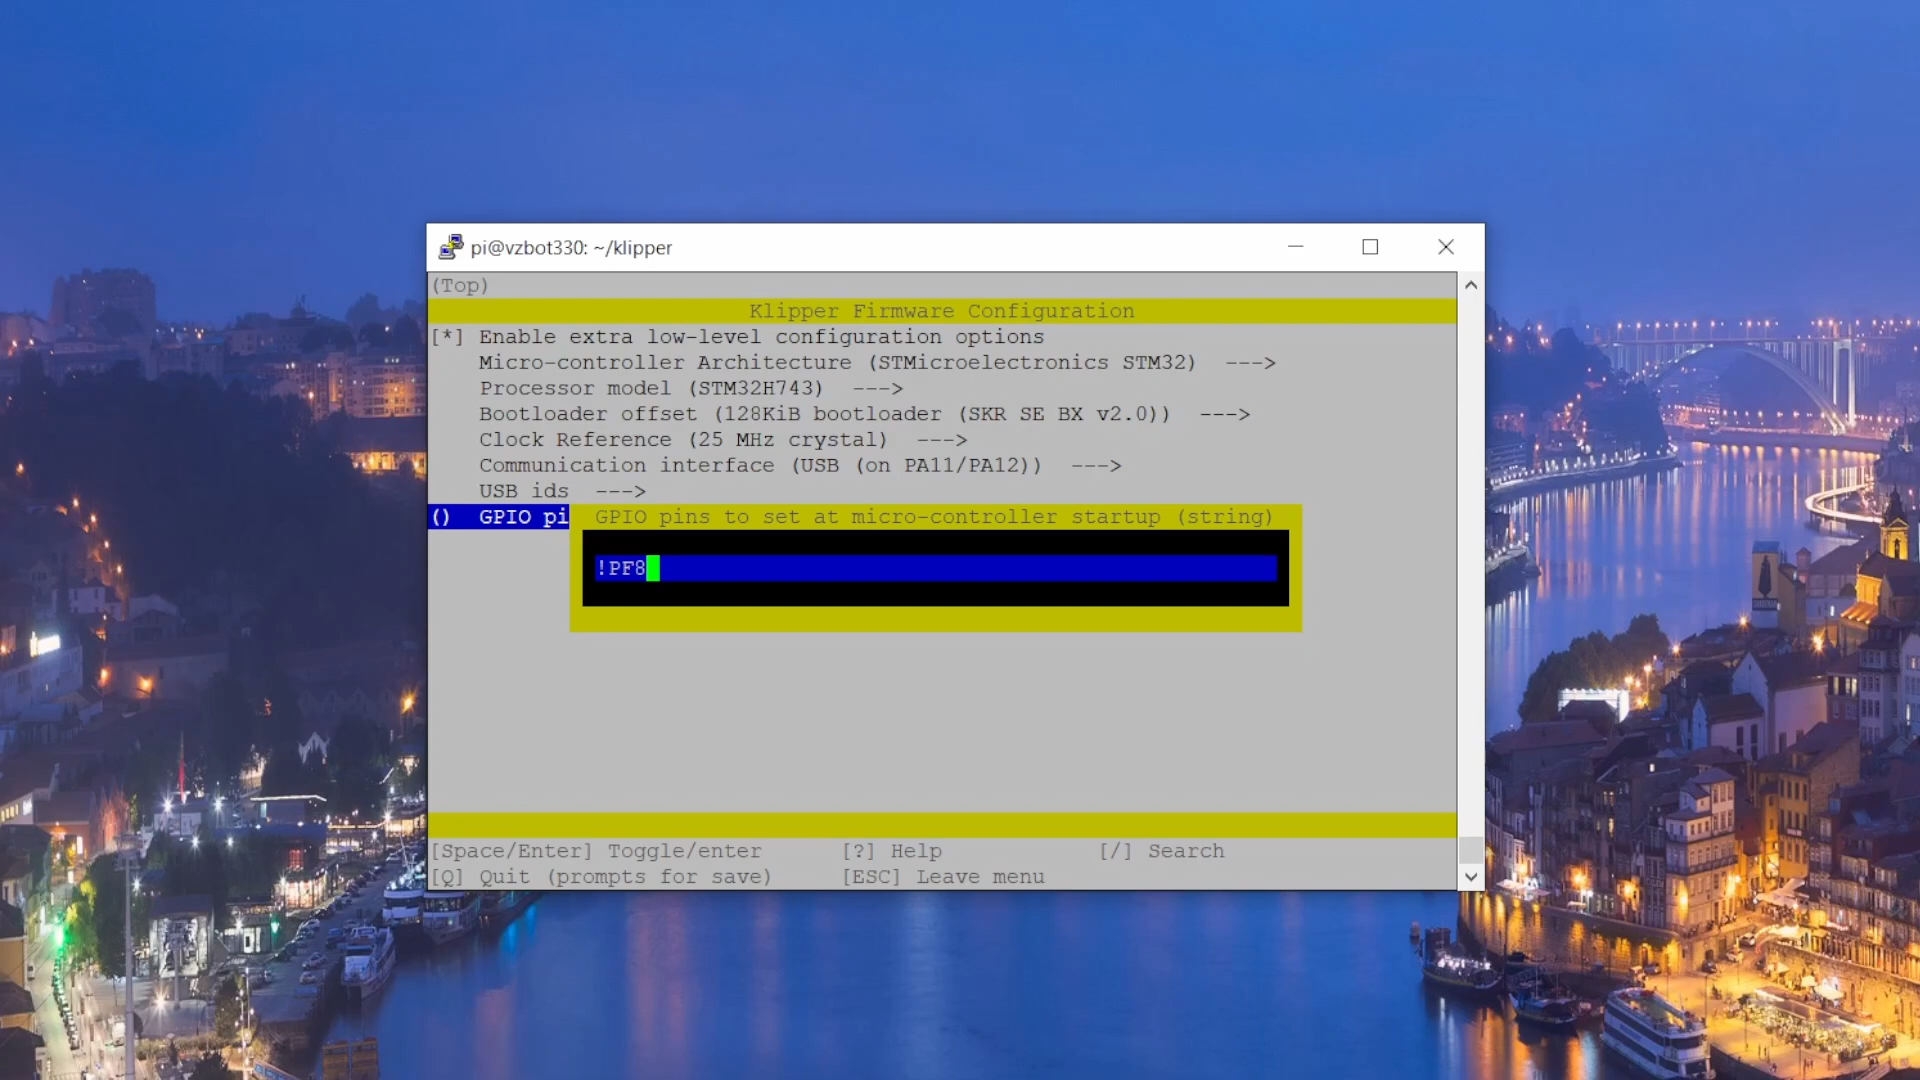 pi@vzbot330: ~/klipper
(Top)
Klipper Firmware Configuration
[*] Enable extra low-level configuration options
Micro-controller Architecture (STMicroelectronics STM32)  --->
Processor model (STM32H743)  --->
Bootloader offset (128KiB bootloader (SKR SE BX v2.0))  --->
Clock Reference (25 MHz crystal)  --->
Communication interface (USB (on PA11/PA12))  --->
USB ids  --->
()  GPIO pi
GPIO pins to set at micro-controller startup (string)
!PF8
[Space/Enter] Toggle/enter      [?] Help            [/] Search
[Q] Quit (prompts for save)     [ESC] Leave menu